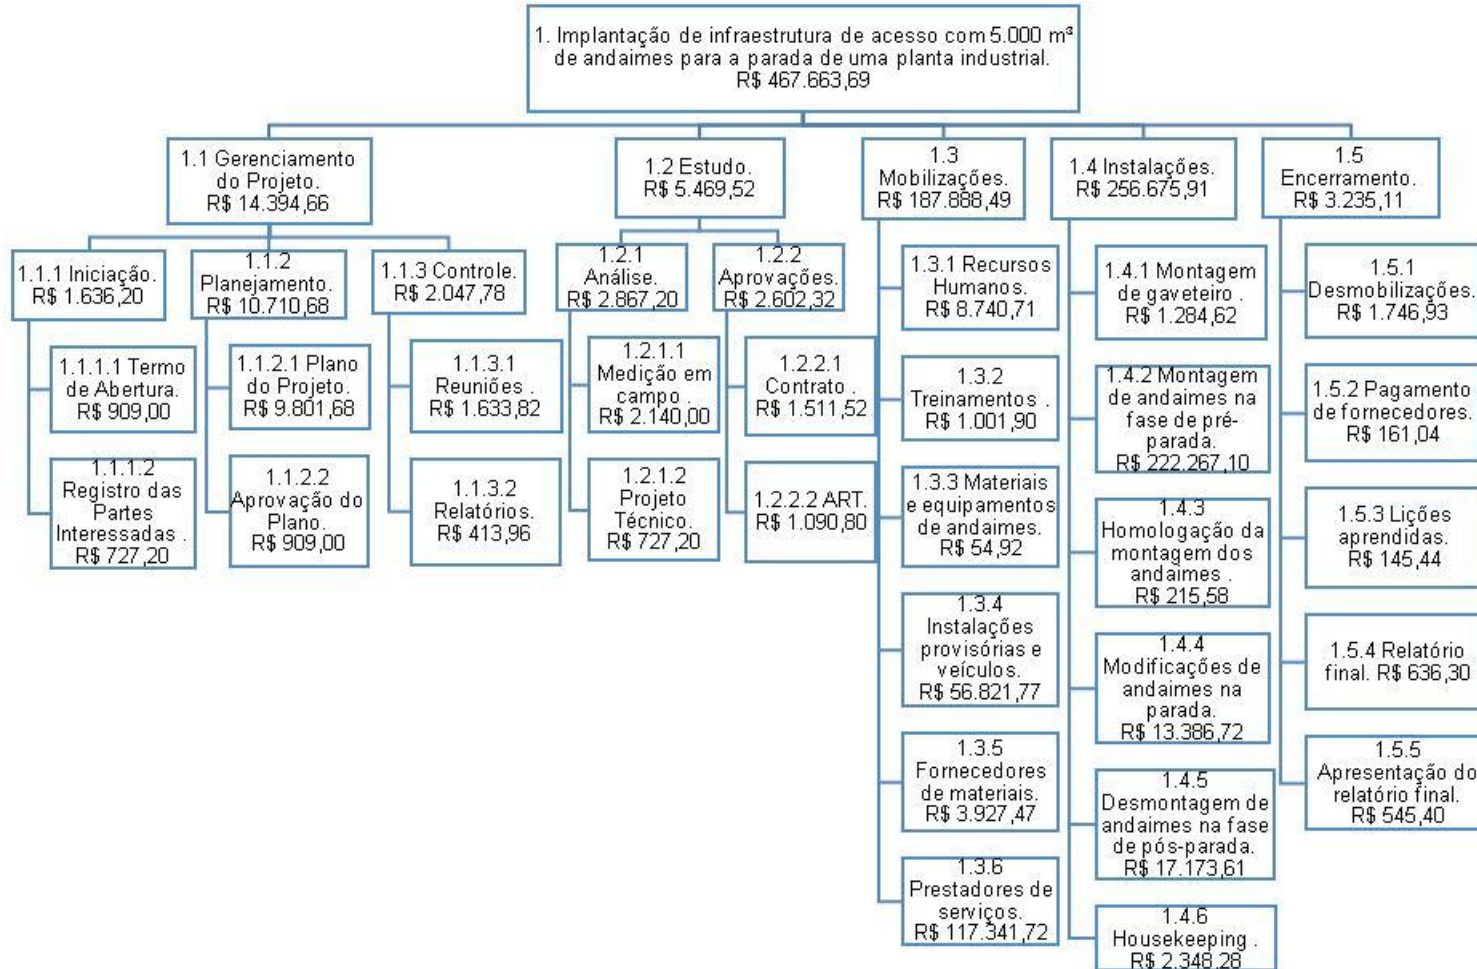 1. Implantação de infraestrutura de acesso com 5.000 m³
de andaimes para a parada de uma planta industrial.
R$ 467.663,69
1.1 Gerenciamento
do Projeto.
R$ 14.394,66
1.1.1 Iniciação.
R$ 1.636,20
1.1.1.1 Termo
de Abertura.
R$ 909,00
1.1.1.2
Registro das
Partes
Interessadas .
R$ 727,20
1.1.2
Planejamento.
R$ 10.710,68
1.1.2.1 Plano
do Projeto.
R$ 9.801,68
1.1.2.2
Aprovação do
Plano.
R$ 909,00
1.1.3 Controle.
R$ 2.047,78
1.1.3.1
Reuniões .
R$ 1.633,82
1.1.3.2
Relatórios.
R$ 413,96
1.2 Estudo.
R$ 5.469,52
1.2.1
Análise.
R$ 2.867,20
1.2.1.1
Medição em
campo .
R$ 2.140,00
1.2.1.2
Projeto
Técnico.
R$ 727,20
1.2.2
Aprovações.
R$ 2.602,32
1.2.2.1
Contrato .
R$ 1.511,52
1.2.2.2 ART.
R$ 1.090,80
1.3
Mobilizações.
R$ 187.888,49
1.3.1 Recursos
Humanos.
R$ 8.740,71
1.3.2
Treinamentos .
R$ 1.001,90
1.3.3 Materiais
e equipamentos
de andaimes.
R$ 54,92
1.3.4
Instalações
provisórias e
veículos.
R$ 56.821,77
1.3.5
Fornecedores
de materiais.
R$ 3.927,47
1.3.6
Prestadores de
serviços.
R$ 117.341,72
1.4 Instalações.
R$ 256.675,91
1.4.1 Montagem
de gaveteiro .
R$ 1.284,62
1.4.2 Montagem
de andaimes na
fase de pré-
parada.
R$ 222.267,10
1.4.3
Homologação da
montagem dos
andaimes .
R$ 215,58
1.4.4
Modificações de
andaimes na
parada.
R$ 13.386,72
1.4.5
Desmontagem de
andaimes na fase
de pós-parada.
R$ 17.173,61
1.4.6
Housekeeping .
R$ 2.348,28
1.5
Encerramento.
R$ 3.235,11
1.5.1
Desmobilizações.
R$ 1.746,93
1.5.2 Pagamento
de fornecedores.
R$ 161,04
1.5.3 Lições
aprendidas.
R$ 145,44
1.5.4 Relatório
final. R$ 636,30
1.5.5
Apresentação do
relatório final.
R$ 545,40